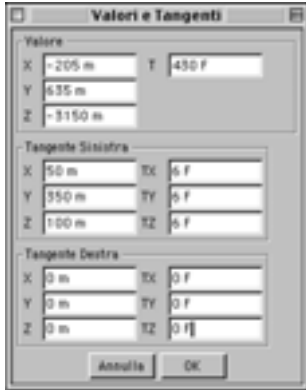 Valori e Tangenti
Valore
X -205 m T 430 f
Y 635 m
Z -3150 m
Tangente Sinistra
X 50 m TX 6 f
Y 350 m TY 6 f
Z 100 m TZ 6 f
Tangente Destra
X 0 m TX 0 f
Y 0 m TY 0 f
Z 0 m TZ 0 f
Annulla OK